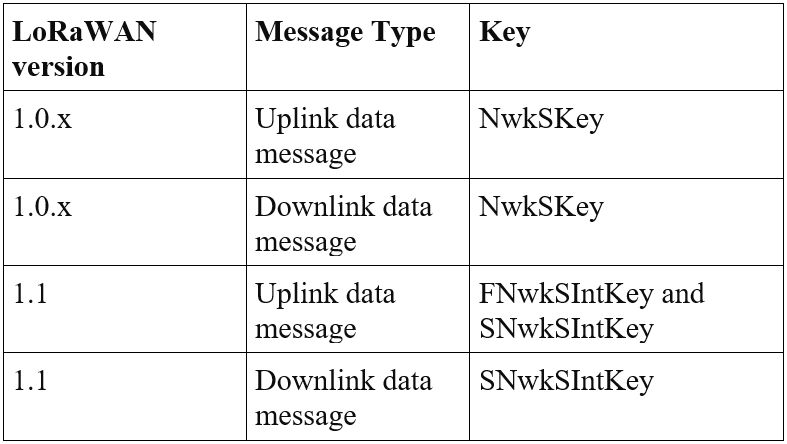 LoRaWAN version
Message Type
Key
1.0.x
Uplink data message
NwkSKey
1.0.x
Downlink data message
NwkSKey
1.1
Uplink data message
FNwkSIntKey and SNwkSIntKey
1.1
Downlink data message
SNwkSIntKey